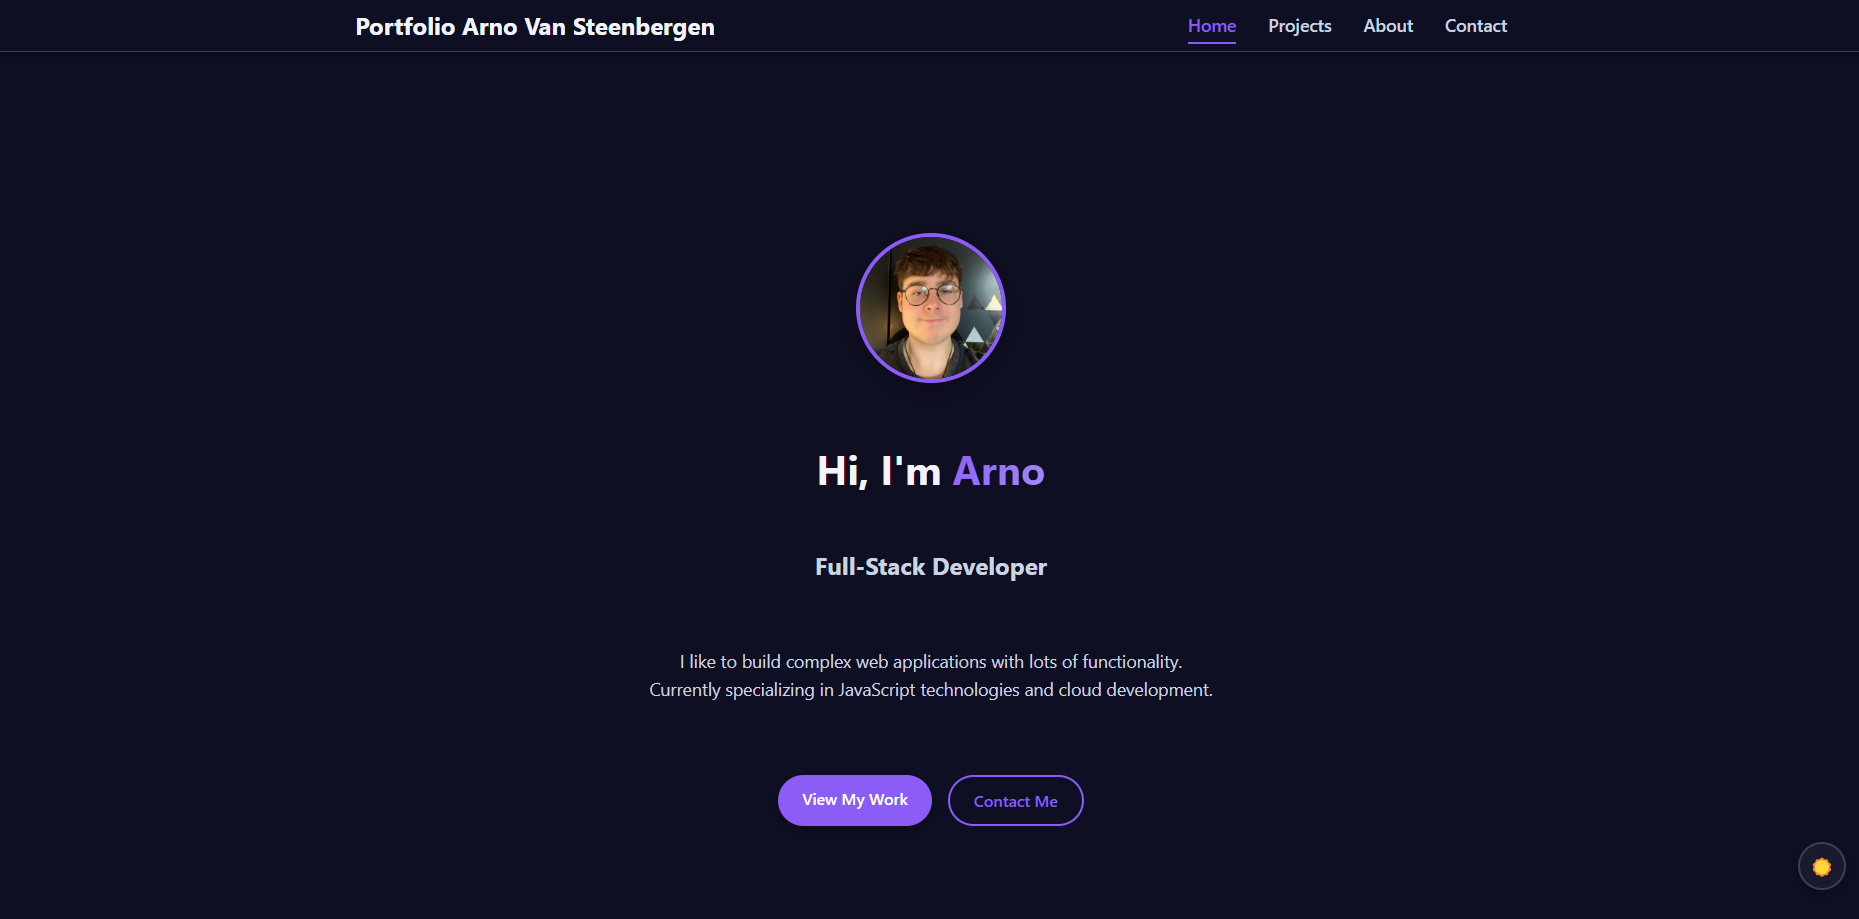 Portfolio Arno Van Steenbergen
Home Projects About Contact
Hi, I'm Arno
Full-Stack Developer
I like to build complex web applications with lots of functionality.
Currently specializing in JavaScript technologies and cloud development.
View My Work
Contact Me